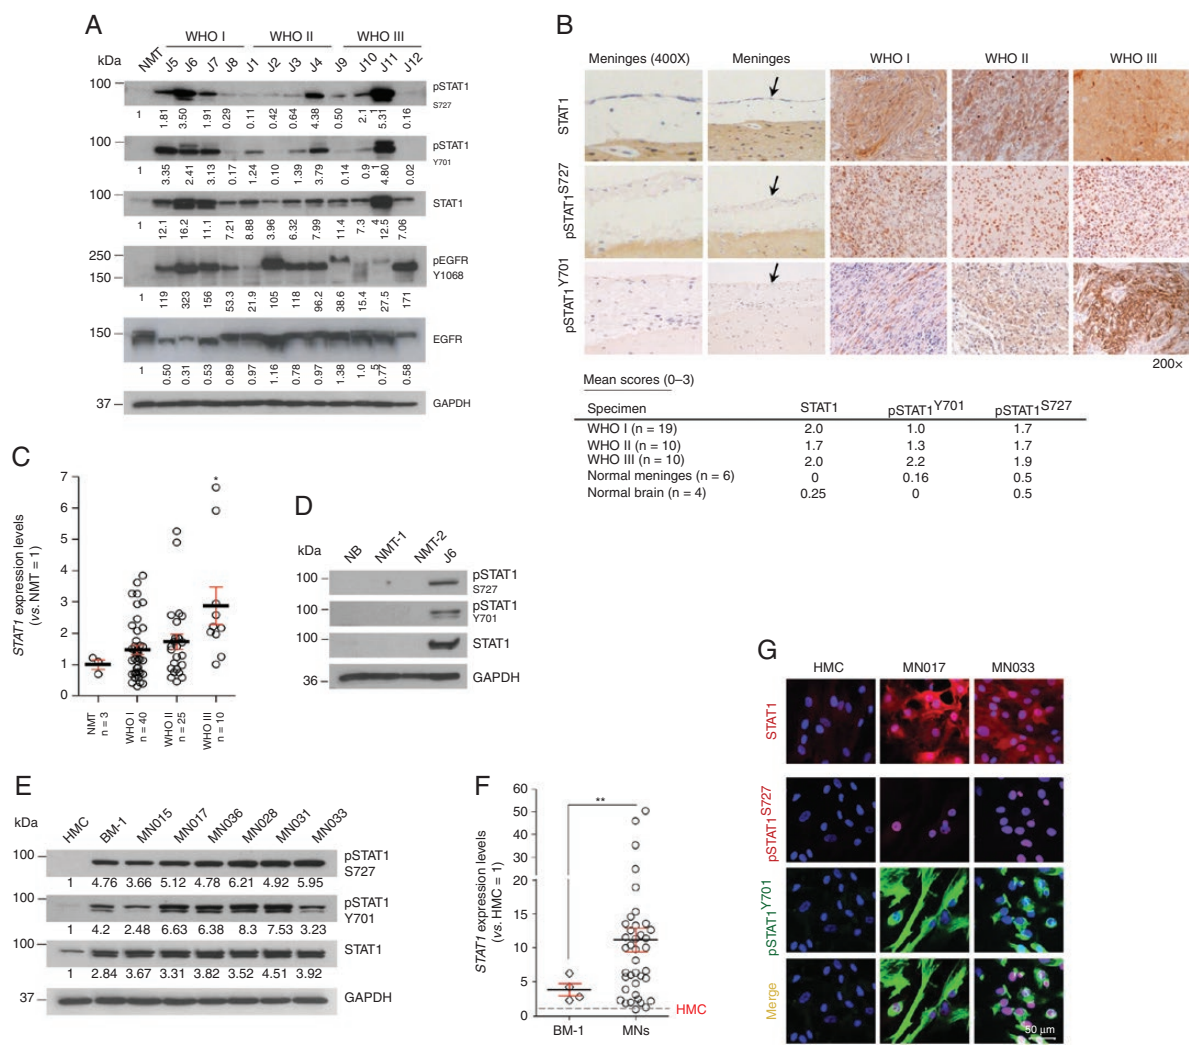 A
WHO I WHO II WHO III
kDa NMT J5 J6 J7 J8 J1 J2 J3 J4 J9 J10 J11 J12
100 pSTAT1 S727
1 1.81 3.50 1.91 0.29 0.11 0.42 0.64 4.38 0.50 2.1 5.31 0.16
100 pSTAT1 Y701
1 3.35 2.41 3.13 0.17 1.24 0.10 1.39 3.79 0.14 0.9 1 4.80 0.02
100 STAT1
1 12.1 16.2 11.1 7.21 8.88 3.96 6.32 7.99 11.4 7.3 4 12.5 7.06
250 pEGFR
150 Y1068
1 119 323 156 53.3 21.9 105 118 96.2 38.6 15.4 27.5 171
150 EGFR
1 0.50 0.31 0.53 0.89 0.97 1.16 0.78 0.97 1.38 1.0 5 0.77 0.58
37 GAPDH
B
Meninges (400X) Meninges WHO I WHO II WHO III
STAT1
pSTAT1S727
pSTAT1Y701
200×
Mean scores (0–3)
Specimen STAT1 pSTAT1Y701 pSTAT1S727
WHO I (n = 19) 2.0 1.0 1.7
WHO II (n = 10) 1.7 1.3 1.7
WHO III (n = 10) 2.0 2.2 1.9
Normal meninges (n = 6) 0 0.16 0.5
Normal brain (n = 4) 0.25 0 0.5
C
STAT1 expression levels
(vs. NMT = 1)
7
6
5
4
3
2
1
0
*
NMT n = 3
WHO I n = 40
WHO II n = 25
WHO III n = 10
D
kDa NB NMT-1 NMT-2 J6
100 pSTAT1 S727
100 pSTAT1 Y701
100 STAT1
36 GAPDH
E
kDa HMC BM-1 MN015 MN017 MN036 MN028 MN031 MN033
100 pSTAT1 S727
1 4.76 3.66 5.12 4.78 6.21 4.92 5.95
100 pSTAT1 Y701
1 4.2 2.48 6.63 6.38 8.3 7.53 3.23
100 STAT1
1 2.84 3.67 3.31 3.82 3.52 4.51 3.92
37 GAPDH
F
STAT1 expression levels
(vs. HMC = 1)
60
50
40
30
20
10
5
0
**
HMC
BM-1 MNs
G
HMC MN017 MN033
STAT1
pSTAT1S727
pSTAT1Y701
Merge
50 µm